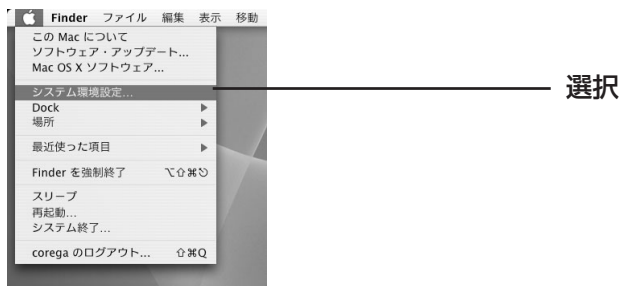 Finder ファイル 編集 表示 移動
この Mac について
ソフトウェア・アップデート...
Mac OS X ソフトウェア...
システム環境設定...
選択
Dock
場所
最近使った項目
Finder を強制終了 ⌥⇧⌘⎋
スリープ
再起動...
システム終了...
corega のログアウト... ⇧⌘Q